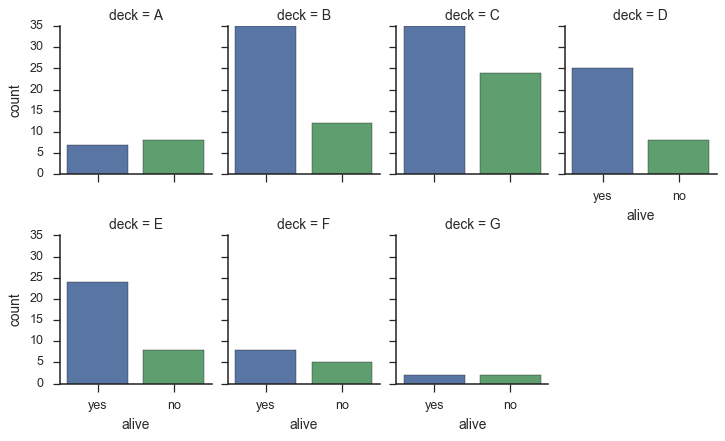 deck = A
deck = B
deck = C
deck = D
35
30
25
20
15
10
5
0
count
yes
no
alive
deck = E
deck = F
deck = G
35
30
25
20
15
10
5
0
count
yes
no
yes
no
yes
no
alive
alive
alive